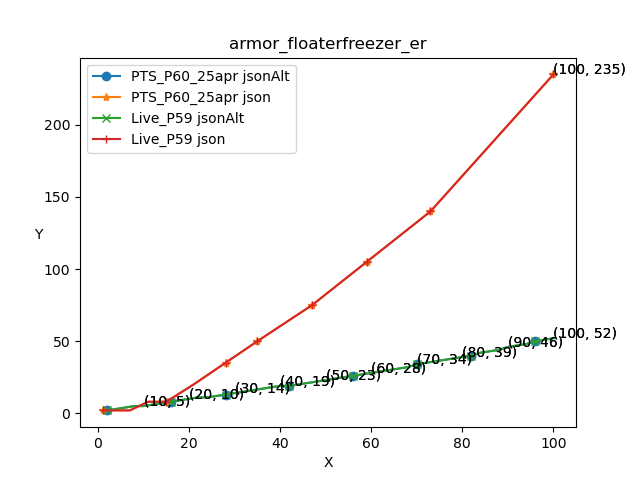 armor_floaterfreezer_er
PTS_P60_25apr jsonAlt
PTS_P60_25apr json
Live_P59 jsonAlt
Live_P59 json
(100, 235)
(100, 52)
(90, 46)
(80, 39)
(70, 34)
(60, 28)
(50, 23)
(40, 19)
(30, 14)
(20, 10)
(10, 5)
Y
200
150
100
50
0
0 20 40 60 80 100
X